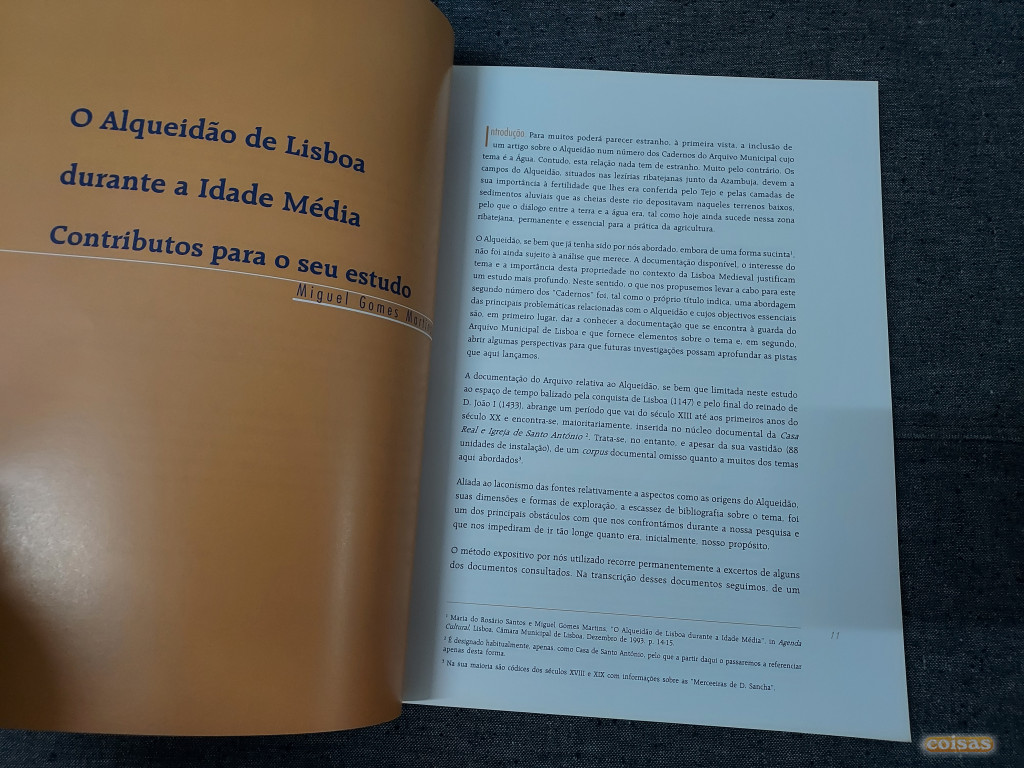 O Alqueidão de Lisboa
durante a Idade Média
Contributos para o seu estudo
Miguel Gomes Martins
Introdução Para muitos poderá parecer estranho, à primeira vista, a inclusão de
um artigo sobre o Alqueidão num número dos Cadernos do Arquivo Municipal cujo
tema é a Água. Contudo, esta relação nada tem de estranho. Muito pelo contrário. Os
campos do Alqueidão, situados nas lezírias ribatejanas junto da Azambuja, devem a
sua importância à fertilidade que lhes era conferida pelo Tejo e pelas camadas de
sedimentos aluviais que as cheias deste rio depositavam naqueles terrenos baixos,
pelo que o diálogo entre a terra e a água era, tal como hoje ainda sucede nessa zona
ribatejana, permanente e essencial para a prática da agricultura.
O Alqueidão, se bem que já tenha sido por nós abordado, embora de uma forma sucinta¹,
não foi ainda sujeito à análise que merece. A documentação disponível, o interesse do
tema e a importância desta propriedade no contexto da Lisboa Medieval justificam
um estudo mais profundo. Neste sentido, o que nos propusemos levar a cabo para este
segundo número dos "Cadernos" foi, tal como o próprio título indica, uma abordagem
das principais problemáticas relacionadas com o Alqueidão e cujos objectivos essenciais
são, em primeiro lugar, dar a conhecer a documentação que se encontra à guarda do
Arquivo Municipal de Lisboa e que fornece elementos sobre o tema e, em segundo,
abrir algumas perspectivas para que futuras investigações possam aprofundar as pistas
que aqui lançamos.
A documentação do Arquivo relativa ao Alqueidão, se bem que limitada neste estudo
ao espaço de tempo balizado pela conquista de Lisboa (1147) e pelo final do reinado de
D. João I (1433), abrange um período que vai do século XIII até aos primeiros anos do
século XX e encontra-se, maioritariamente, inserida no núcleo documental da Casa
Real e Igreja de Santo António ². Trata-se, no entanto, e apesar da sua vastidão (88
unidades de instalação), de um corpus documental omisso quanto a muitos dos temas
aqui abordados³.
Aliada ao laconismo das fontes relativamente a aspectos como as origens do Alqueidão,
suas dimensões e formas de exploração, a escassez de bibliografia sobre o tema, foi
um dos principais obstáculos com que nos confrontámos durante a nossa pesquisa e
que nos impediram de ir tão longe quanto era, inicialmente, nosso propósito.
O método expositivo por nós utilizado recorre permanentemente a excertos de alguns
dos documentos consultados. Na transcrição desses documentos seguimos, de um
¹ Maria do Rosário Santos e Miguel Gomes Martins, "O Alqueidão de Lisboa durante a Idade Média", in Agenda
Cultural, Lisboa, Câmara Municipal de Lisboa, Dezembro de 1993, p. 14-15.
² É designado habitualmente, apenas, como Casa de Santo António, pelo que a partir daqui o passaremos a referenciar
apenas desta forma.
³ Na sua maioria são códices dos séculos XVIII e XIX com informações sobre as "Merceeiras de D. Sancha".
11
coisas